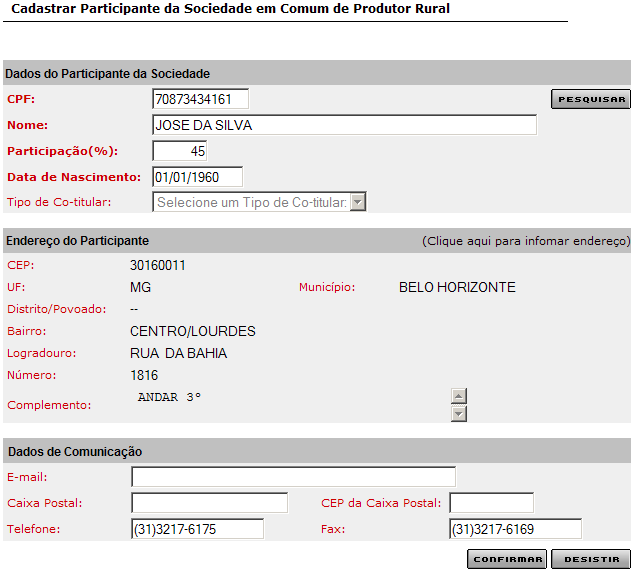 Cadastrar Participante da Sociedade em Comum de Produtor Rural
Dados do Participante da Sociedade
CPF: 70873434161 PESQUISAR
Nome: JOSE DA SILVA
Participação(%): 45
Data de Nascimento: 01/01/1960
Tipo de Co-titular: Selecione um Tipo de Co-titular:
Endereço do Participante (Clique aqui para infomar endereço)
CEP: 30160011
UF: MG Município: BELO HORIZONTE
Distrito/Povoado: --
Bairro: CENTRO/LOURDES
Logradouro: RUA DA BAHIA
Número: 1816
Complemento: ANDAR 3º
Dados de Comunicação
E-mail:
Caixa Postal: CEP da Caixa Postal:
Telefone: (31)3217-6175 Fax: (31)3217-6169
CONFIRMAR DESISTIR